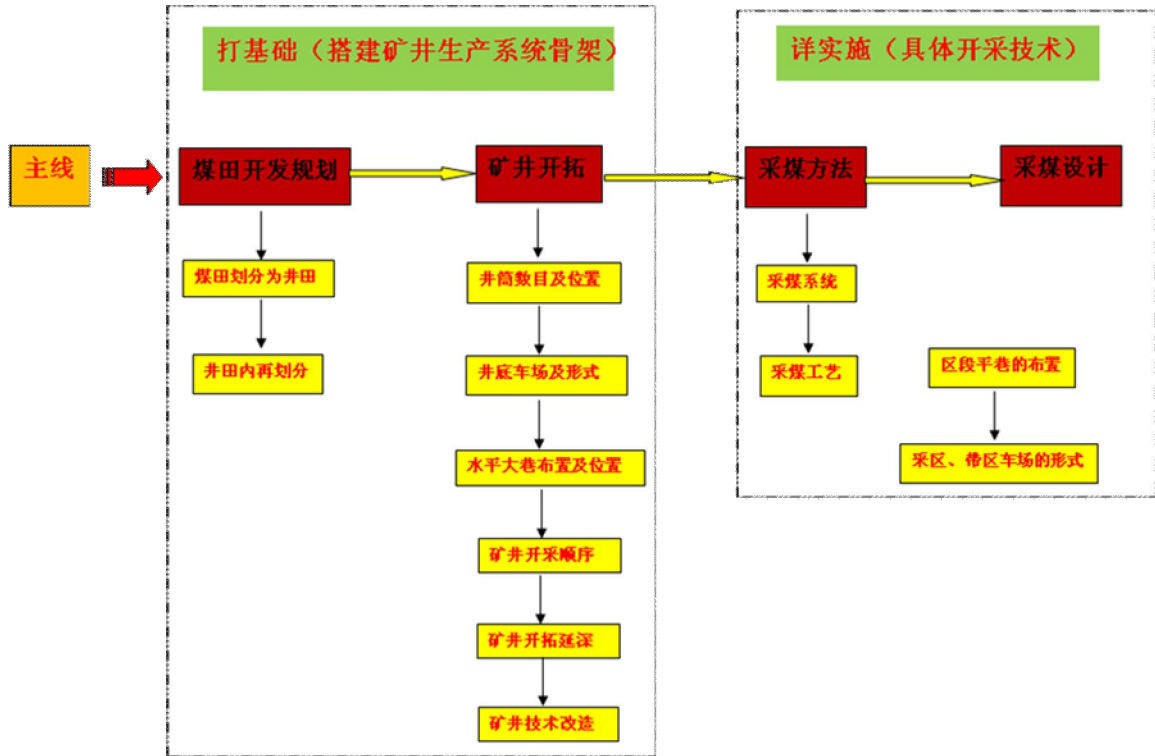 打基础（搭建矿井生产系统骨架）
详实施（具体开采技术）
主线
煤田开发规划
矿井开拓
采煤方法
采煤设计
煤田划分为井田
井田内再划分
井筒数目及位置
井底车场及形式
水平大巷布置及位置
矿井开采顺序
矿井开拓延深
矿井技术改造
采煤系统
采煤工艺
区段平巷的布置
采区、带区车场的形式